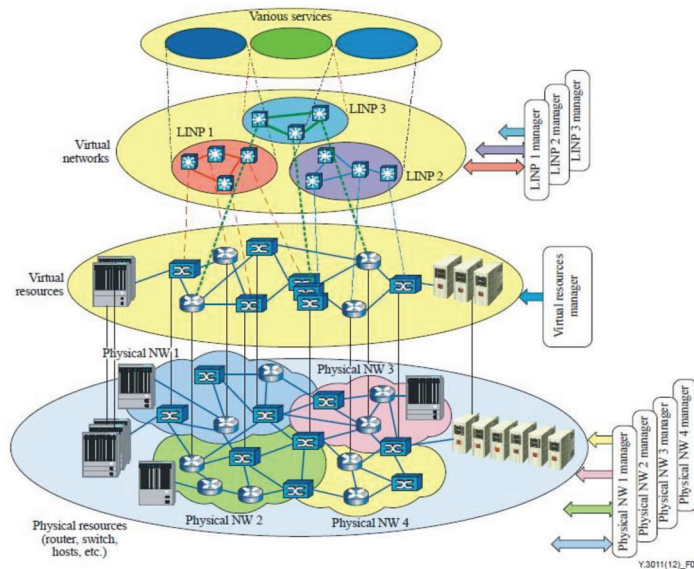 Various services
LINP 3
LINP 1
Virtual
networks
LINP 2
LINP 1 manager
LINP 2 manager
LINP 3 manager
Virtual
resources
Virtual resources
manager
Physical NW 1
Physical NW 3
Physical NW 2
Physical NW 4
Physical resources
(router, switch,
hosts, etc.)
Physical NW 1 manager
Physical NW 2 manager
Physical NW 3 manager
Physical NW 4 manager
Y.3011(12)_F0